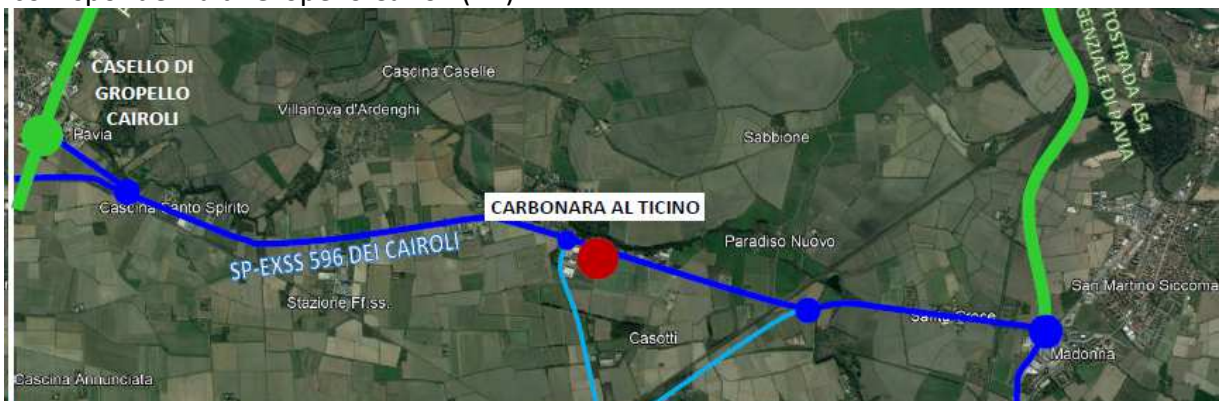 CASELLO DI
GROPELLO
CAIROLI
Pavia
Cascina Caselle
Villanova d'Ardenghi
Sabbione
AUTOSTRADA A54
TANGENZIALE DI PAVIA
Cascina Santo Spirito
CARBONARA AL TICINO
SP-EXSS 596 DEI CAIROLI
Paradiso Nuovo
San Martino Siccoma
Stazione Ff.ss.
Santa Croce
Casotti
Madonna
Cascina Annunciata